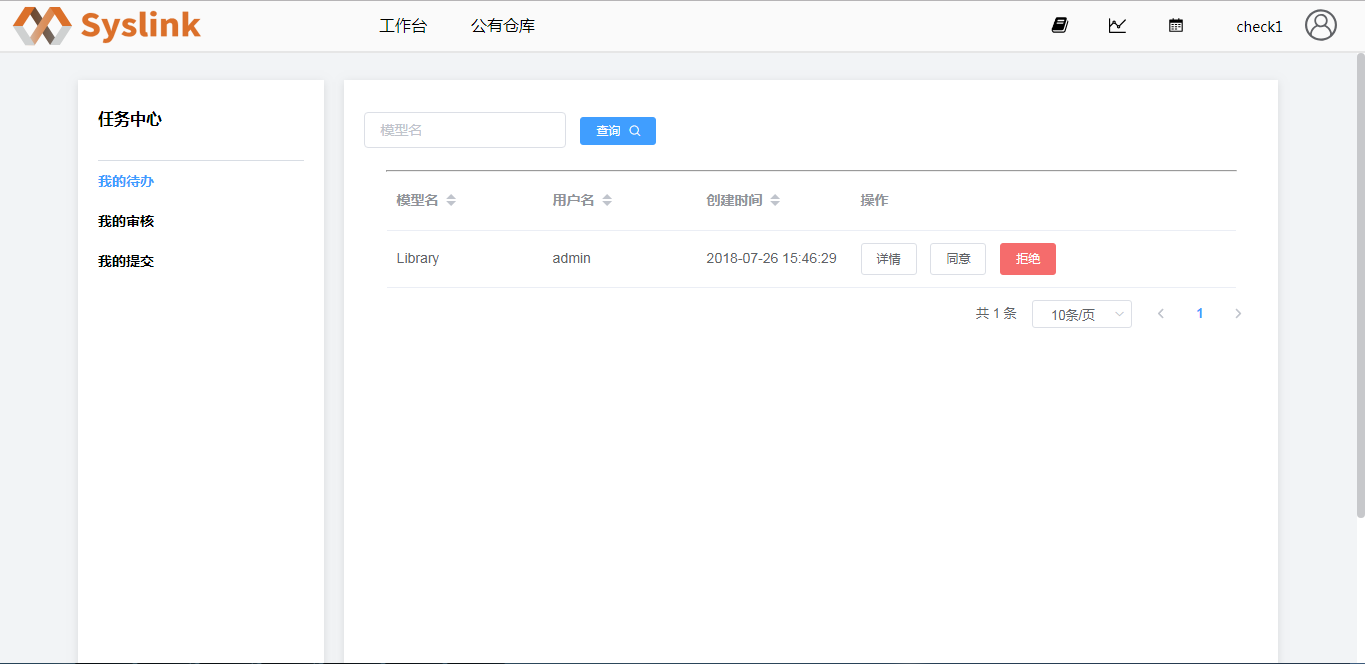 Syslink 工作台 公有仓库 check1
任务中心
我的待办
我的审核
我的提交
模型名 查询
模型名 用户名 创建时间 操作
Library admin 2018-07-26 15:46:29 详情 同意 拒绝
共 1 条 10条/页 1